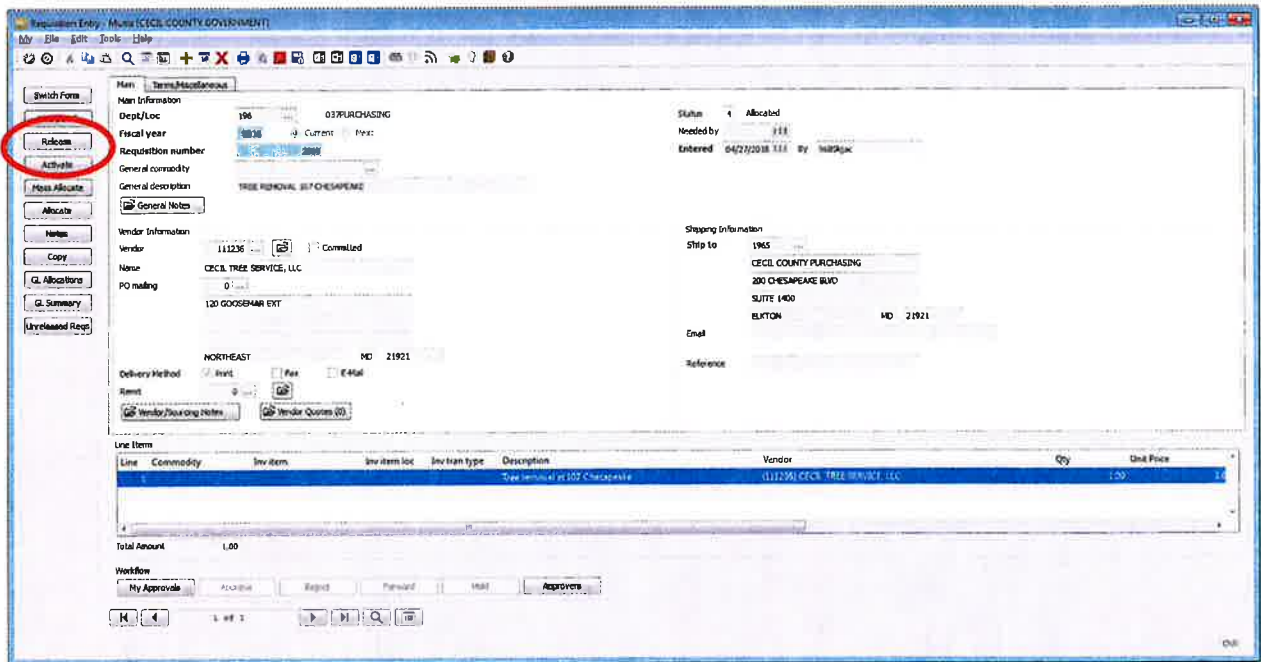 Requisition Entry - Munis [CECIL COUNTY GOVERNMENT]
My File Edit Tools Help
Switch Form
Release
Activate
Mass Allocate
Allocate
Notes
Copy
GL Allocations
GL Summary
Unreleased Reqs
Main Terms/Miscellaneous
Main Information
Dept/Loc 196 ... 037PURCHASING
Fiscal year Current Next
Requisition number
General commodity ...
General description TREE REMOVAL 107 CHESAPEAKE
General Notes
Status 4 Allocated
Needed by
Entered 04/27/2018 By
Vendor Information
Vendor 111236 ... Committed
Name CECIL TREE SERVICE, LLC
PO mailing 0 ...
120 GOOSEMAR EXT
NORTHEAST MD 21921
Delivery Method Print Fax E-Mail
Remit 0 ...
Vendor/Sourcing Notes Vendor Quotes (0)
Shipping Information
Ship to 1965 ...
CECIL COUNTY PURCHASING
200 CHESAPEAKE BLVD
SUITE 1400
ELKTON MD 21921
Email
Reference
Line Items
Line Commodity Inv item Inv item loc Inv tran type Description Vendor Qty Unit Price
1 Tree removal at 107 Chesapeake (111236) CECIL TREE SERVICE, LLC 1.00
Total Amount 1.00
Workflow
My Approvals Approve Reject Forward Hold Approvers
1 of 1
OVR